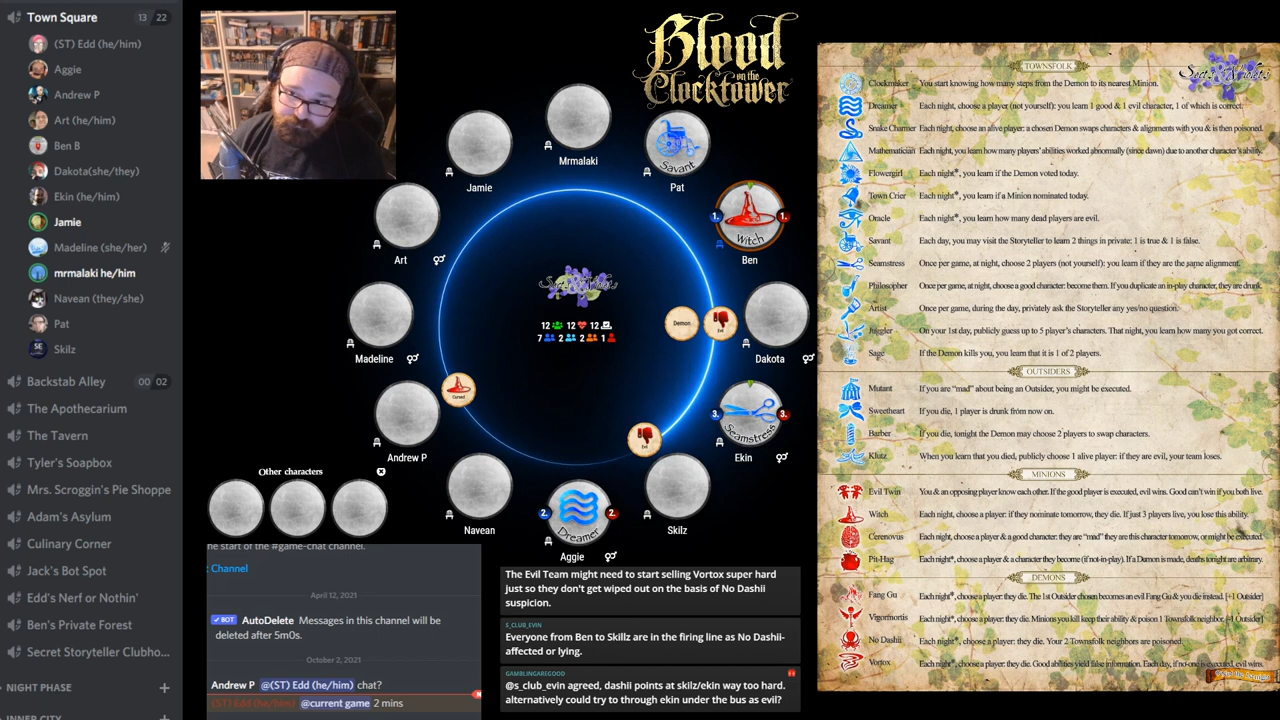 Town Square
13 / 22
(ST) Edd (he/him)
Aggie
Andrew P
Art (he/him)
Ben B
Dakota(she/they)
Ekin (he/him)
Jamie
Madeline (she/her)
mrmalaki he/him
Navean (they/she)
Pat
Skilz
Backstab Alley
00 / 02
The Apothecarium
The Tavern
Tyler's Soapbox
Mrs. Scroggin's Pie Shoppe
Adam's Asylum
Culinary Corner
Jack's Bot Spot
Edd's Nerf or Nothin'
Ben's Private Forest
Secret Storyteller Clubho...
NIGHT PHASE
INNER CITY
Blood
on the
Clocktower
Mrmalaki
Jamie
Savant
Pat
Witch
1.
1.
Ben
Art
12 12 12
7 2 2 1
Demon
Evil
Dakota
Madeline
Cursed
Seamstress
3.
3.
Ekin
Andrew P
Evil
Other characters
Navean
Dreamer
2.
2.
Aggie
Skilz
he start of the #game-chat channel.
: Channel
April 12, 2021
BOT AutoDelete Messages in this channel will be
deleted after 5m0s.
October 2, 2021
Andrew P @(ST) Edd (he/him) chat?
(ST) Edd (he/him) @current game 2 mins
The Evil Team might need to start selling Vortox super hard
just so they don't get wiped out on the basis of No Dashii
suspicion.
S_CLUB_EVIN
Everyone from Ben to Skillz are in the firing line as No Dashii-
affected or lying.
GAMBLINGAREGOOD
@s_club_evin agreed, dashii points at skilz/ekin way too hard.
alternatively could try to through ekin under the bus as evil?
TOWNSFOLK
Clockmaker You start knowing how many steps from the Demon to its nearest Minion.
Dreamer Each night, choose a player (not yourself): you learn 1 good & 1 evil character, 1 of which is correct.
Snake Charmer Each night, choose an alive player: a chosen Demon swaps characters & alignments with you & is then poisoned.
Mathematician Each night, you learn how many players' abilities worked abnormally (since dawn) due to another character's ability.
Flowergirl Each night*, you learn if the Demon voted today.
Town Crier Each night*, you learn if a Minion nominated today.
Oracle Each night*, you learn how many dead players are evil.
Savant Each day, you may visit the Storyteller to learn 2 things in private: 1 is true & 1 is false.
Seamstress Once per game, at night, choose 2 players (not yourself): you learn if they are the same alignment.
Philosopher Once per game, at night, choose a good character: become them. If you duplicate an in-play character, they are drunk.
Artist Once per game, during the day, privately ask the Storyteller any yes/no question.
Juggler On your 1st day, publicly guess up to 5 player's characters. That night, you learn how many you got correct.
Sage If the Demon kills you, you learn that it is 1 of 2 players.
OUTSIDERS
Mutant If you are "mad" about being an Outsider, you might be executed.
Sweetheart If you die, 1 player is drunk from now on.
Barber If you die, tonight the Demon may choose 2 players to swap characters.
Klutz When you learn that you died, publicly choose 1 alive player: if they are evil, your team loses.
MINIONS
Evil Twin You & an opposing player know each other. If the good player is executed, evil wins. Good can't win if you both live.
Witch Each night, choose a player: if they nominate tomorrow, they die. If just 3 players live, you lose this ability.
Cerenovus Each night, choose a player & a good character: they are "mad" they are this character tomorrow, or might be executed.
Pit-Hag Each night*, choose a player & a character they become (if not-in-play). If a Demon is made, deaths tonight are arbitrary.
DEMONS
Fang Gu Each night*, choose a player: they die. The 1st Outsider chosen becomes an evil Fang Gu & you die instead. [+1 Outsider]
Vigormortis Each night*, choose a player: they die. Minions you kill keep their ability & poison 1 Townsfolk neighbor. [-1 Outsider]
No Dashii Each night*, choose a player: they die. Your 2 Townsfolk neighbors are poisoned.
Vortox Each night*, choose a player: they die. Good abilities yield false information. Each day, if no-one is executed, evil wins.